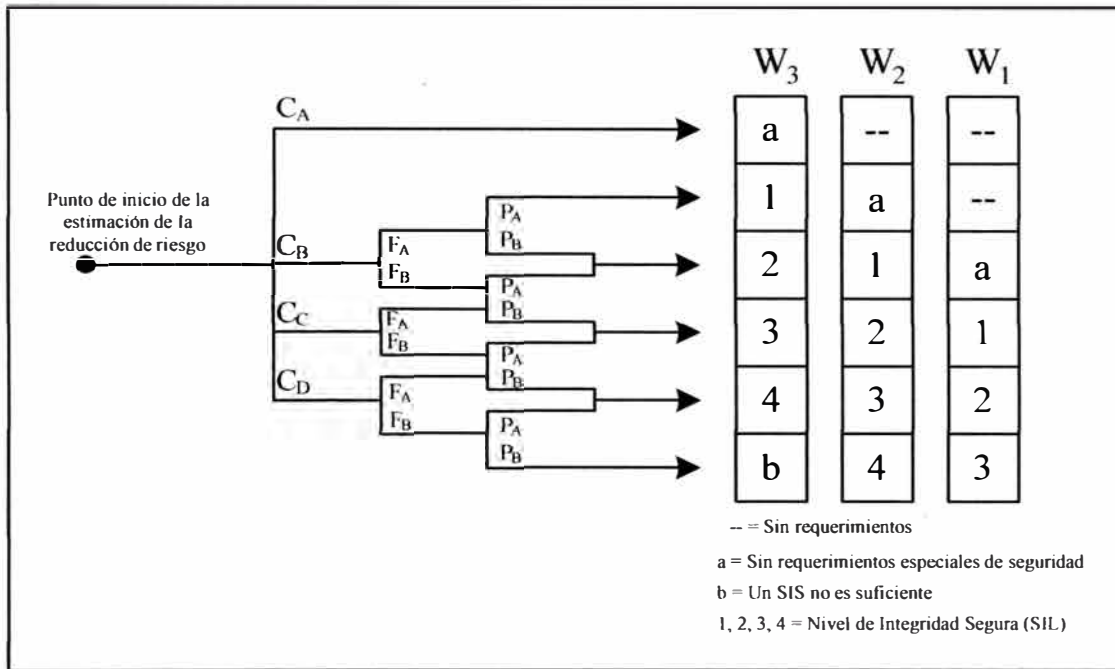 W3 W2 W1
CA
a -- --
Punto de inicio de la
estimación de la
reducción de riesgo
PA
1 a --
CB
FA
PB
FB
2 1 a
PA
CC
FA
PB
FB
3 2 1
PA
CD
FA
PB
FB
4 3 2
PA
PB
b 4 3
-- = Sin requerimientos
a = Sin requerimientos especiales de seguridad
b = Un SIS no es suficiente
1, 2, 3, 4 = Nivel de Integridad Segura (SIL)